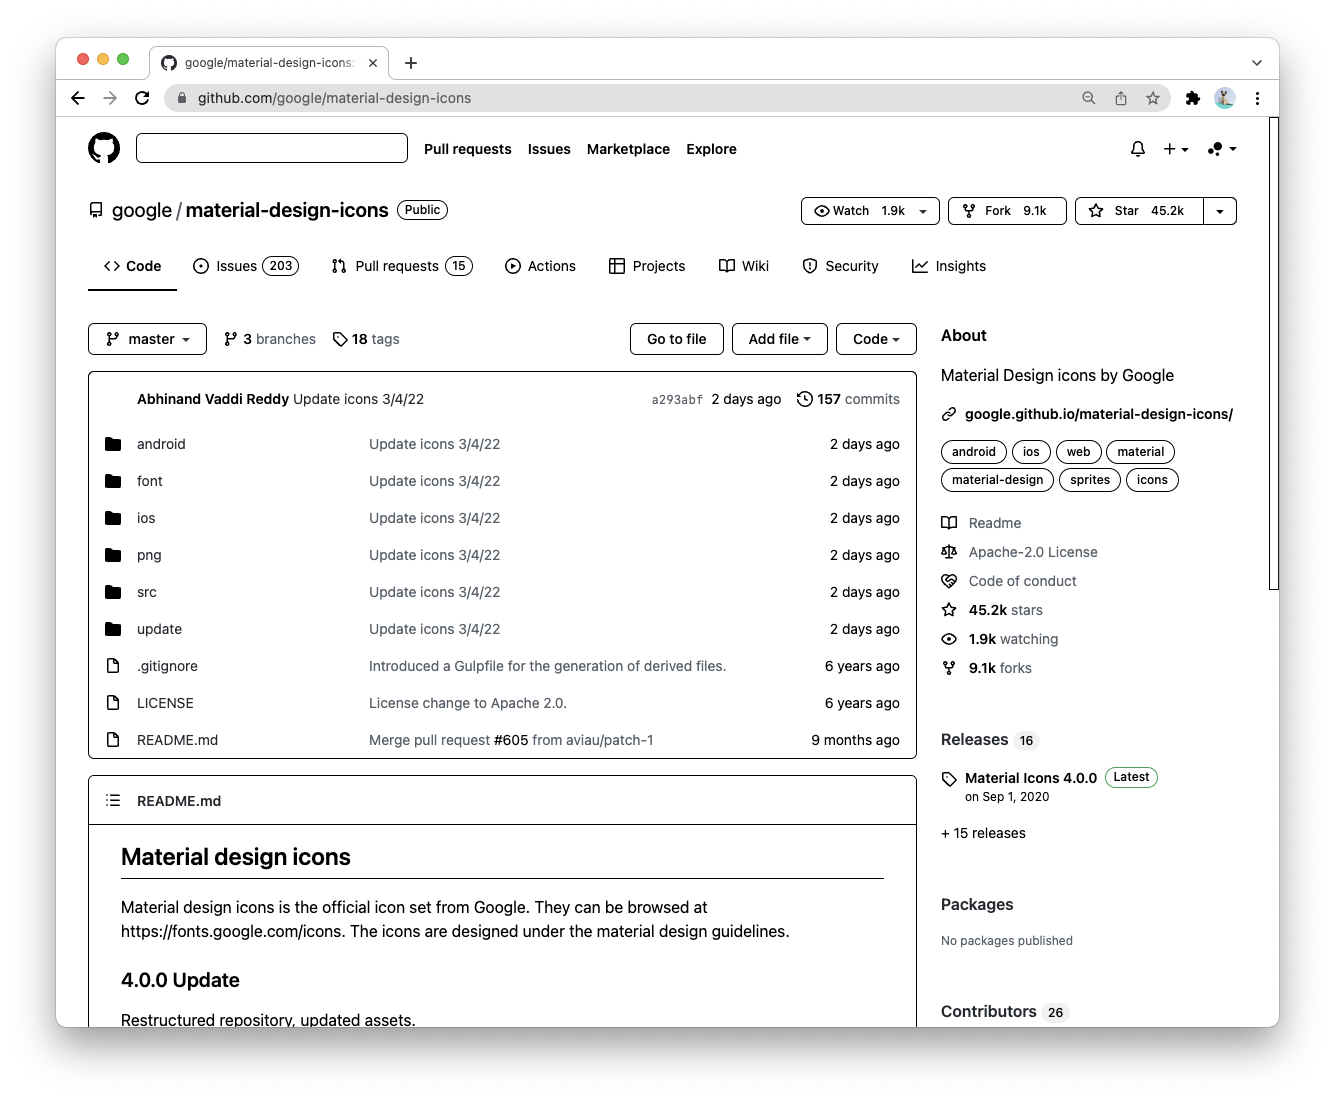 google/material-design-icons:
github.com/google/material-design-icons
Pull requests Issues Marketplace Explore
google / material-design-icons Public
Watch 1.9k Fork 9.1k Star 45.2k
Code Issues 203 Pull requests 15 Actions Projects Wiki Security Insights
master 3 branches 18 tags Go to file Add file Code
Abhinand Vaddi Reddy Update icons 3/4/22 a293abf 2 days ago 157 commits
android Update icons 3/4/22 2 days ago
font Update icons 3/4/22 2 days ago
ios Update icons 3/4/22 2 days ago
png Update icons 3/4/22 2 days ago
src Update icons 3/4/22 2 days ago
update Update icons 3/4/22 2 days ago
.gitignore Introduced a Gulpfile for the generation of derived files. 6 years ago
LICENSE License change to Apache 2.0. 6 years ago
README.md Merge pull request #605 from aviau/patch-1 9 months ago
README.md
Material design icons
Material design icons is the official icon set from Google. They can be browsed at
https://fonts.google.com/icons. The icons are designed under the material design guidelines.
4.0.0 Update
Restructured repository, updated assets.
About
Material Design icons by Google
google.github.io/material-design-icons/
android ios web material
material-design sprites icons
Readme
Apache-2.0 License
Code of conduct
45.2k stars
1.9k watching
9.1k forks
Releases 16
Material Icons 4.0.0 Latest
on Sep 1, 2020
+ 15 releases
Packages
No packages published
Contributors 26